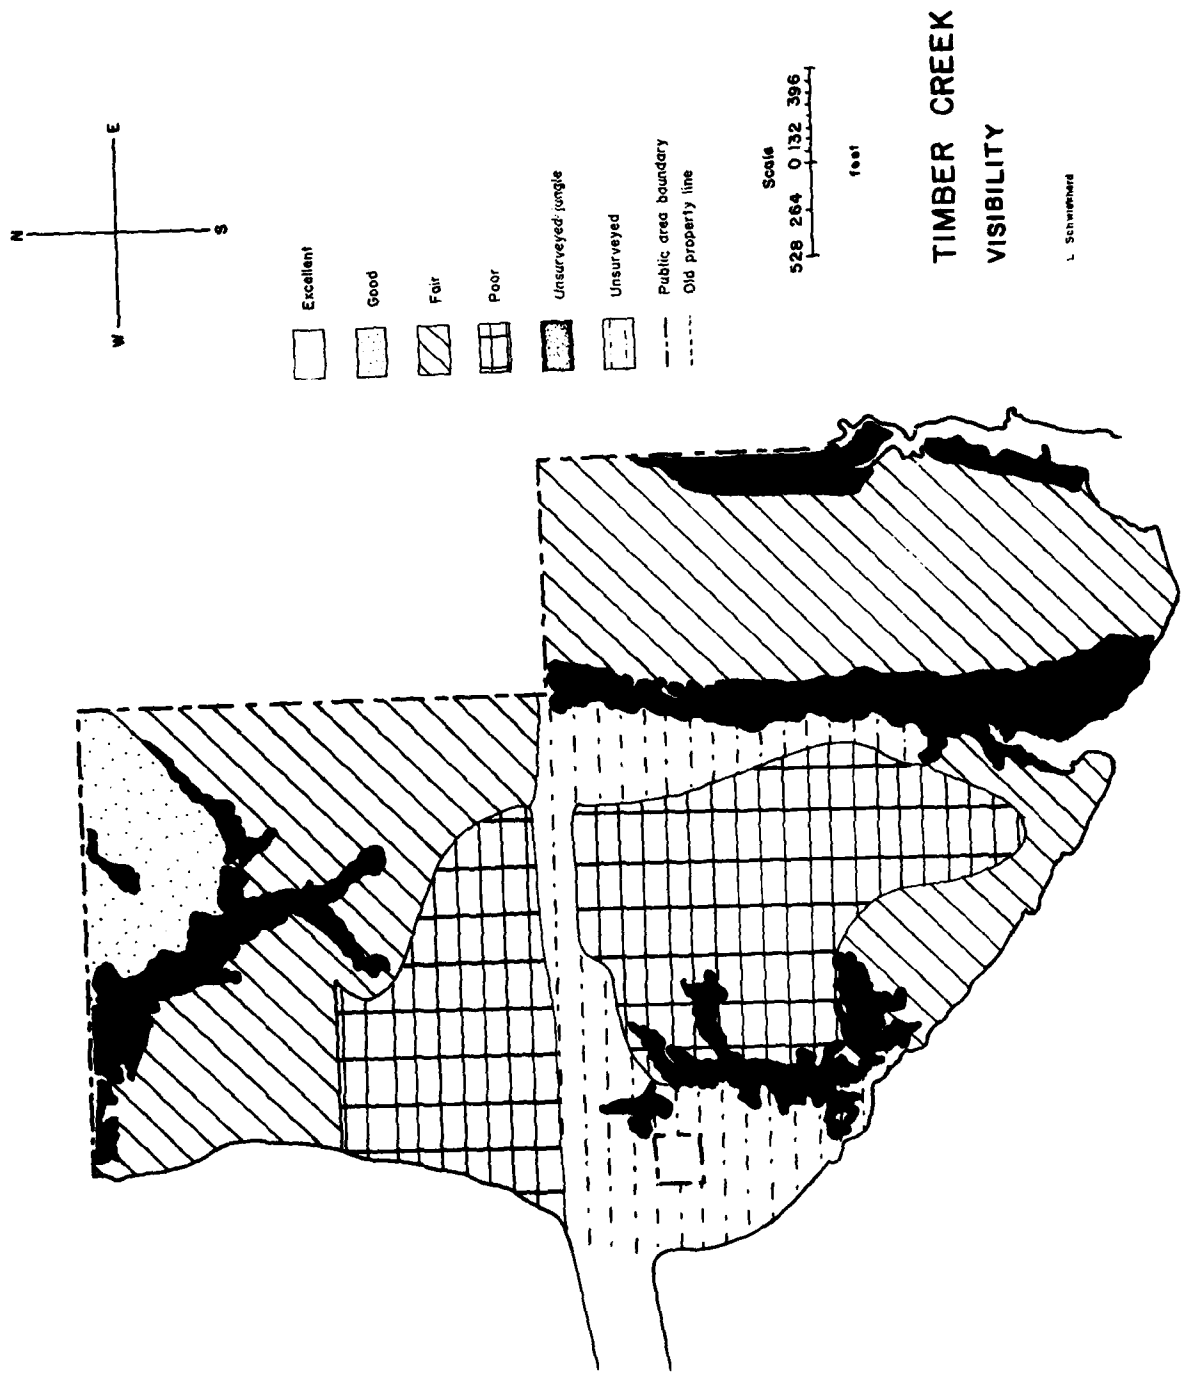 N
W E
S
Excellent
Good
Fair
Poor
Unsurveyed-jungle
Unsurveyed
Public area boundary
Old property line
Scale
528 264 0 132 396
feet
TIMBER CREEK
VISIBILITY